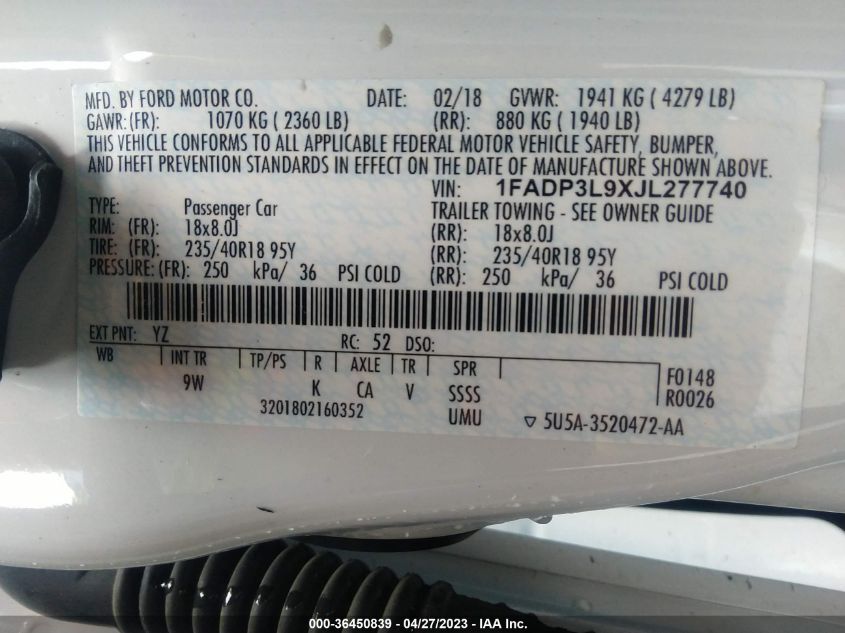 MFD. BY FORD MOTOR CO. DATE: 02/18 GVWR: 1941 KG ( 4279 LB)
GAWR:(FR): 1070 KG ( 2360 LB) (RR): 880 KG ( 1940 LB)
THIS VEHICLE CONFORMS TO ALL APPLICABLE FEDERAL MOTOR VEHICLE SAFETY, BUMPER,
AND THEFT PREVENTION STANDARDS IN EFFECT ON THE DATE OF MANUFACTURE SHOWN ABOVE.
VIN: 1FADP3L9XJL277740
TYPE: Passenger Car TRAILER TOWING - SEE OWNER GUIDE
RIM: (FR): 18x8.0J (RR): 18x8.0J
TIRE: (FR): 235/40R18 95Y (RR): 235/40R18 95Y
PRESSURE:(FR): 250 kPa/ 36 PSI COLD (RR): 250 kPa/ 36 PSI COLD
EXT PNT: YZ RC: 52 DSO:
WB INT TR TP/PS R AXLE TR SPR F0148
9W K CA V SSSS R0026
3201802160352 UMU ▽ 5U5A-3520472-AA
000-36450839 - 04/27/2023 - IAAI.com